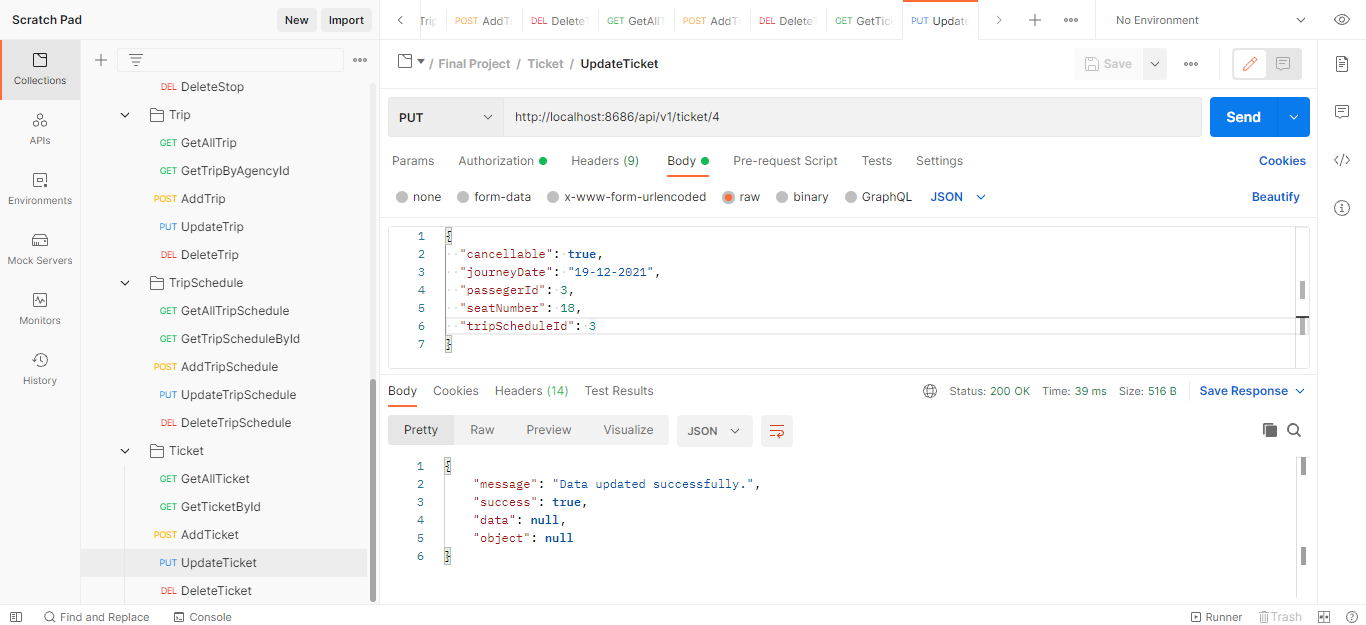 Scratch Pad New Import
Trip POST AddTr DEL Delete GET GetAllT POST AddTr DEL Delete GET GetTic PUT Update No Environment
Collections
APIs
Environments
Mock Servers
Monitors
History
DEL DeleteStop
Trip
GET GetAllTrip
GET GetTripByAgencyId
POST AddTrip
PUT UpdateTrip
DEL DeleteTrip
TripSchedule
GET GetAllTripSchedule
GET GetTripScheduleById
POST AddTripSchedule
PUT UpdateTripSchedule
DEL DeleteTripSchedule
Ticket
GET GetAllTicket
GET GetTicketById
POST AddTicket
PUT UpdateTicket
DEL DeleteTicket
/ Final Project / Ticket / UpdateTicket Save
PUT http://localhost:8686/api/v1/ticket/4 Send
Params Authorization Headers (9) Body Pre-request Script Tests Settings Cookies
none form-data x-www-form-urlencoded raw binary GraphQL JSON Beautify
1 {
2 "cancellable": true,
3 "journeyDate": "19-12-2021",
4 "passegerId": 3,
5 "seatNumber": 18,
6 "tripScheduleId": 3
7 }
Body Cookies Headers (14) Test Results Status: 200 OK Time: 39 ms Size: 516 B Save Response
Pretty Raw Preview Visualize JSON
1 {
2 "message": "Data updated successfully.",
3 "success": true,
4 "data": null,
5 "object": null
6 }
Find and Replace Console Runner Trash